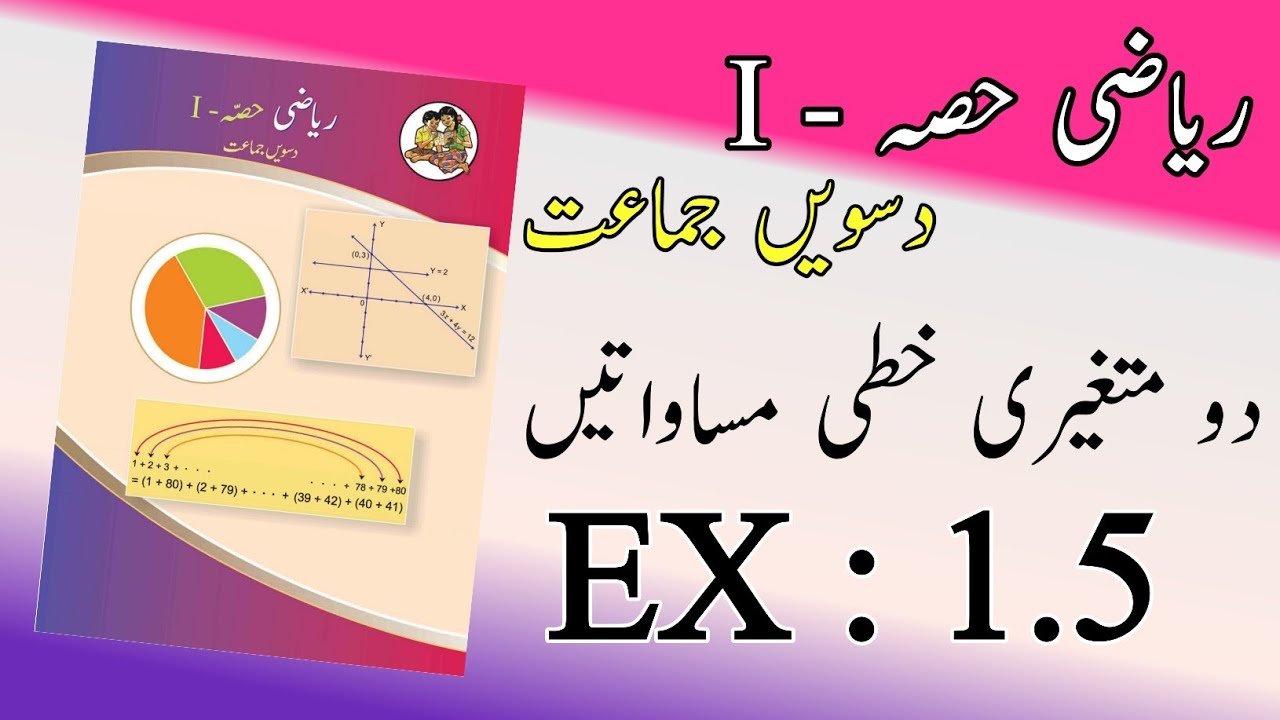 ریاضی حصہ - I
دسویں جماعت
دو متغیری خطی مساواتیں
EX : 1.5
ریاضی حصّہ - I
دسویں جماعت
Y
(0,3)
Y = 2
X'
0
(4,0)
X
3x + 4y = 12
Y'
1 + 2 + 3 + · · · · · · · + 78 + 79 +80
= (1 + 80) + (2 + 79) + · · · · + (39 + 42) + (40 + 41)